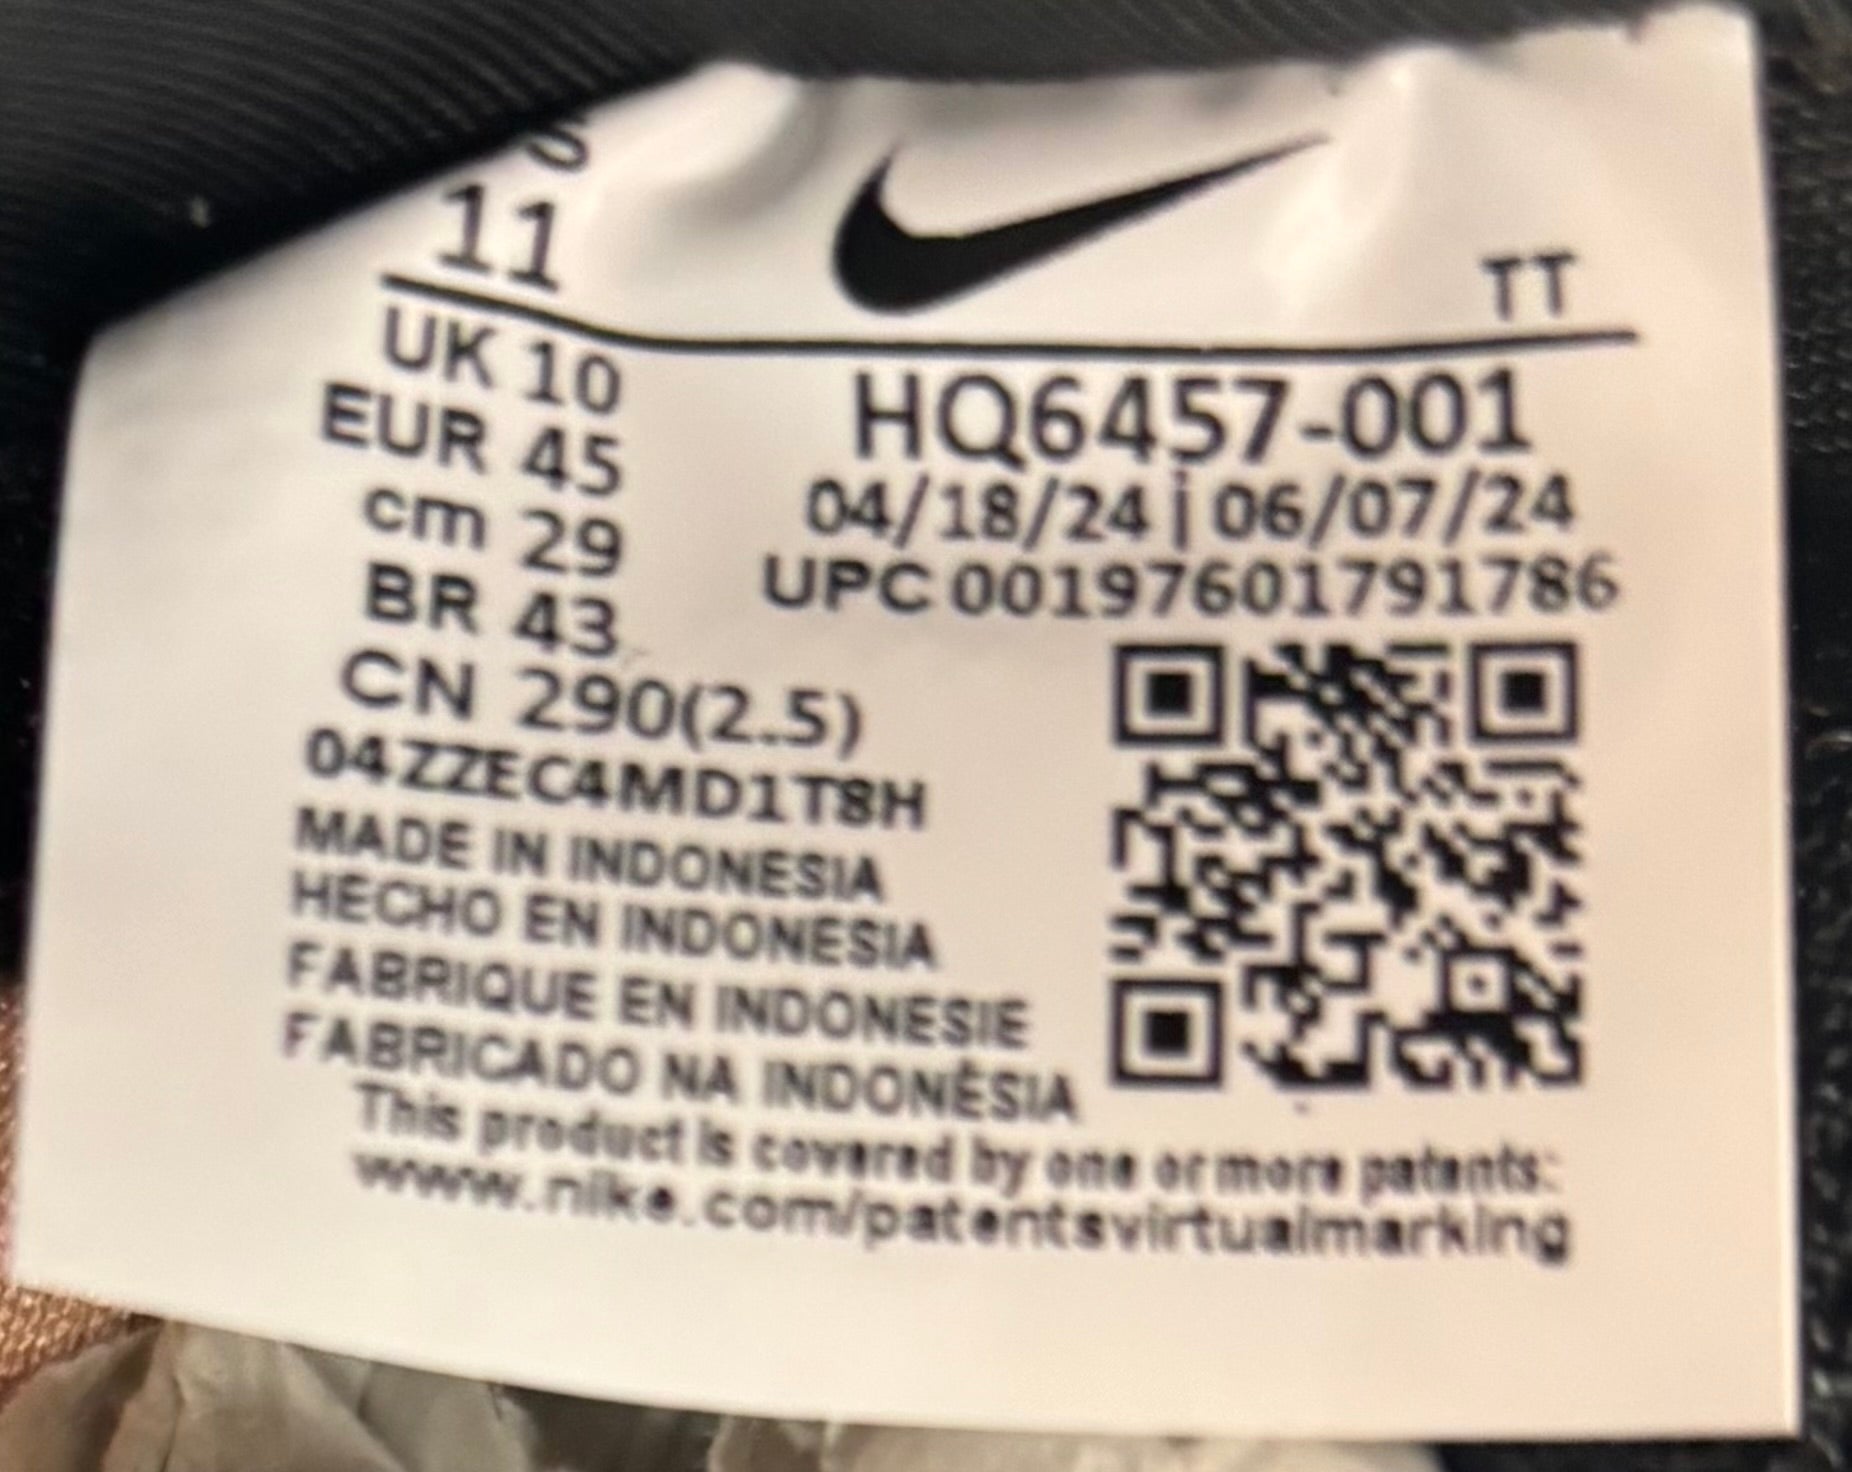 S
11
TT
UK 10
EUR 45
cm 29
BR 43
CN 290(2.5)
HQ6457-001
04/18/24 | 06/07/24
UPC 00197601791786
04ZZEC4MD1T8H
MADE IN INDONESIA
HECHO EN INDONESIA
FABRIQUE EN INDONESIE
FABRICADO NA INDONÉSIA
This product is covered by one or more patents:
www.nike.com/patentsvirtualmarking